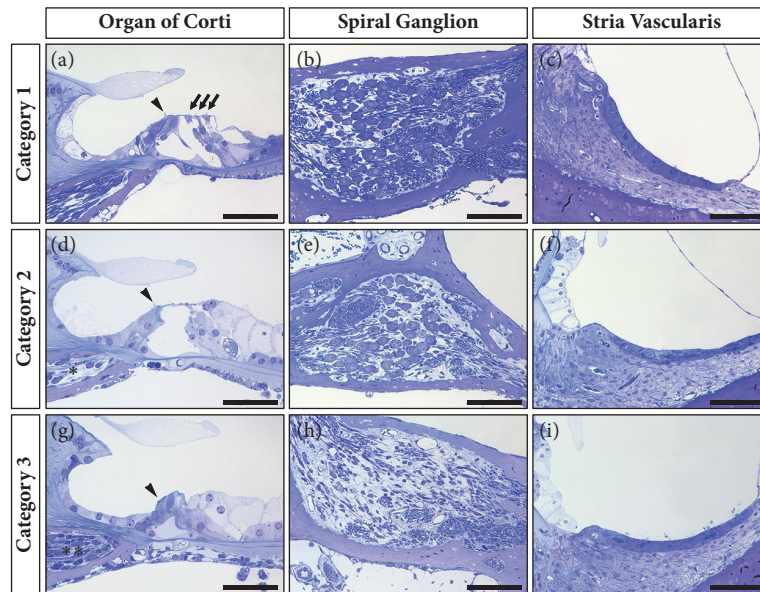 Organ of Corti Spiral Ganglion Stria Vascularis
Category 1
(a) (b) (c)
Category 2
(d) (e) (f)
*
Category 3
(g) (h) (i)
**